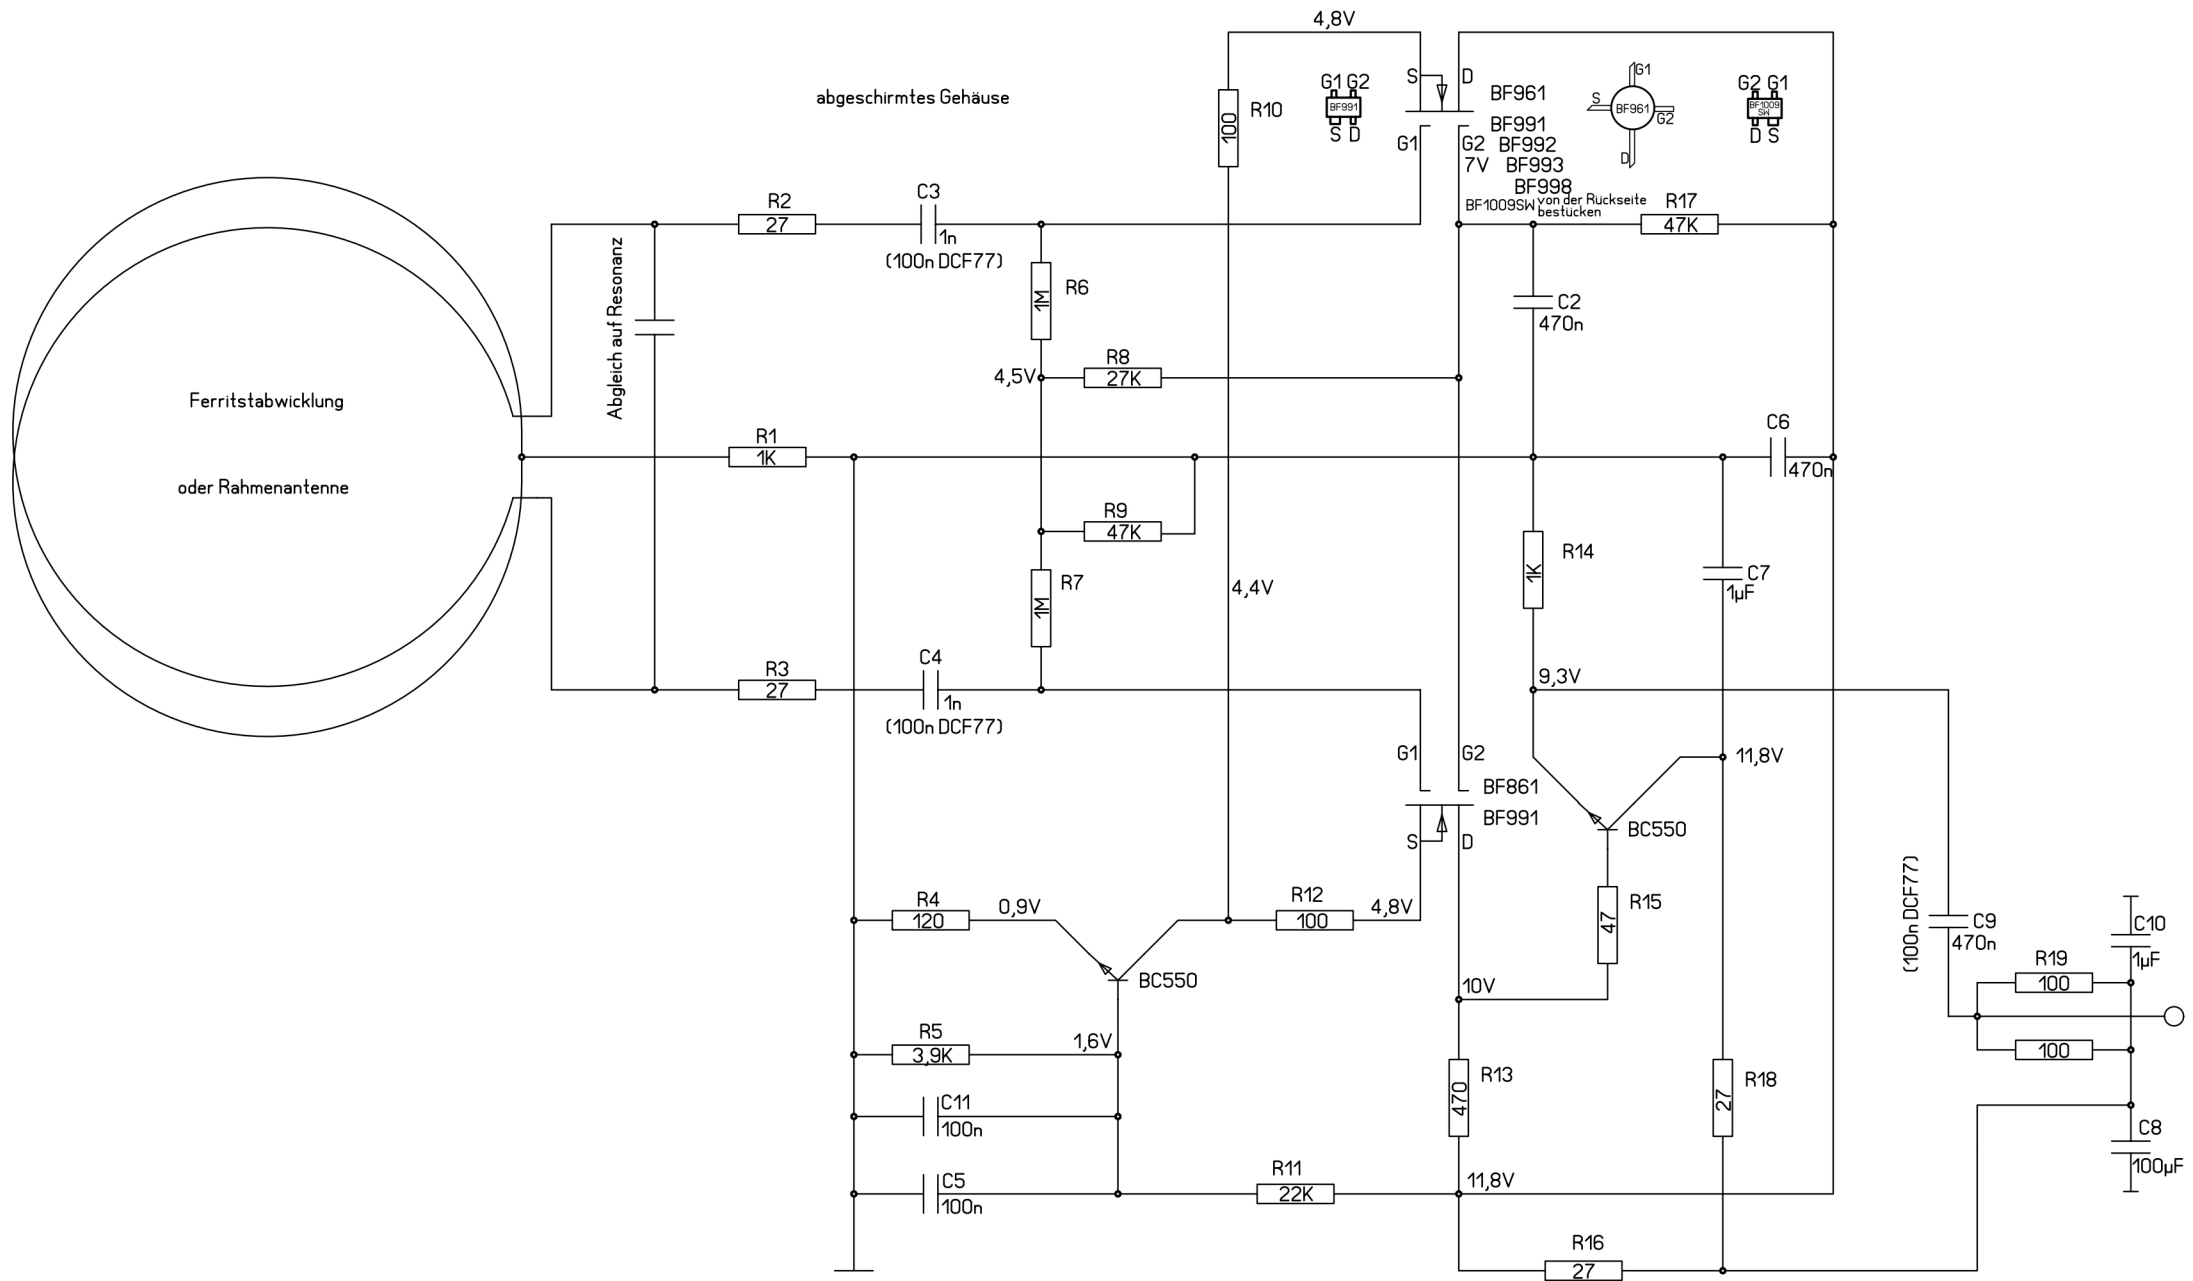 4,8V
abgeschirmtes Gehäuse
R10
100
G1 G2
BF991
S D
S
D
G1
G2
7V
BF961
BF991
BF992
BF993
BF998
BF1009SW von der Rückseite
bestücken
G1
S
BF961
G2
D
G2 G1
BF1009
SW
D S
R17
47K
R2
27
C3
1n
(100n DCF77)
Abgleich auf Resonanz
R6
1M
C2
470n
4,5V
R8
27K
Ferritstabwicklung
oder Rahmenantenne
R1
1K
C6
470n
R9
47K
R14
1K
C7
1µF
R7
1M
4,4V
R3
27
C4
1n
(100n DCF77)
9,3V
G1
G2
BF861
BF991
S
D
11,8V
BC550
R15
47
R4
120
0,9V
R12
100
4,8V
BC550
10V
(100n DCF77)
C9
470n
C10
1µF
R19
100
100
R5
3,9K
1,6V
R13
470
R18
27
C11
100n
C8
100µF
C5
100n
R11
22K
11,8V
R16
27